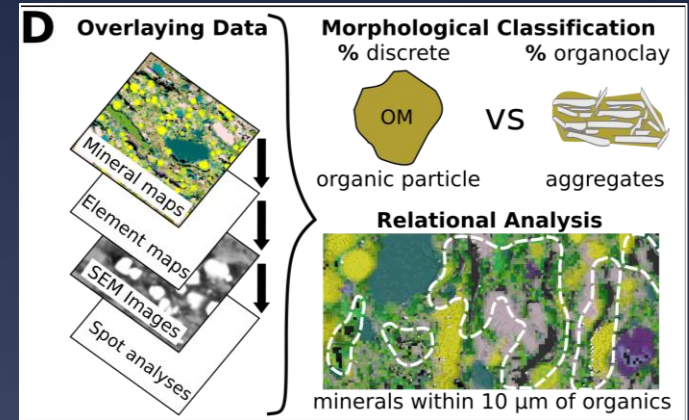 D Overlaying Data
Mineral maps
Element maps
SEM Images
Spot analyses
Morphological Classification
% discrete
% organoclay
OM
vs
organic particle
aggregates
Relational Analysis
minerals within 10 µm of organics